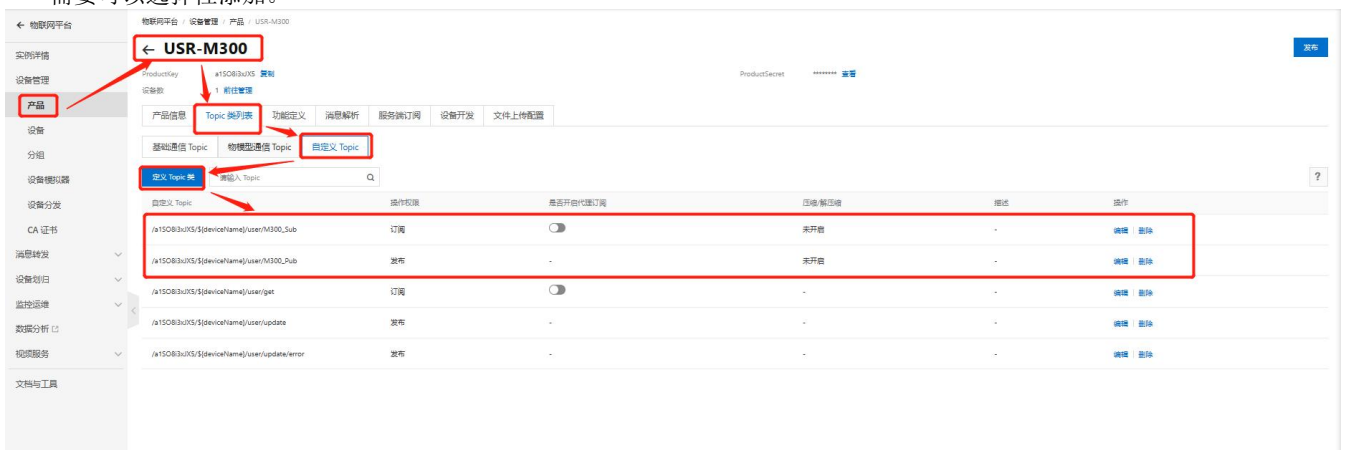 需要可以选择性添加。
← 物联网平台
物联网平台 / 设备管理 / 产品 / USR-M300
实例详情
← USR-M300
发布
设备管理
ProductKey a1SO8i3xJX5 复制
ProductSecret ******** 查看
设备数 1 前往管理
产品
产品信息 Topic 类列表 功能定义 消息解析 服务端订阅 设备开发 文件上传配置
设备
基础通信 Topic 物模型通信 Topic 自定义 Topic
分组
设备模拟器
定义 Topic 类 请输入 Topic ?
设备分发
自定义 Topic 操作权限 是否开启代理订阅 压缩/解压缩 描述 操作
CA 证书
/a1SO8i3xJX5/${deviceName}/user/M300_Sub 订阅 未开启 - 编辑 删除
消息转发
/a1SO8i3xJX5/${deviceName}/user/M300_Pub 发布 - 未开启 - 编辑 删除
设备划归
/a1SO8i3xJX5/${deviceName}/user/get 订阅 - - 编辑 删除
监控运维
/a1SO8i3xJX5/${deviceName}/user/update 发布 - - - 编辑 删除
数据分析
/a1SO8i3xJX5/${deviceName}/user/update/error 发布 - - - 编辑 删除
视频服务
文档与工具